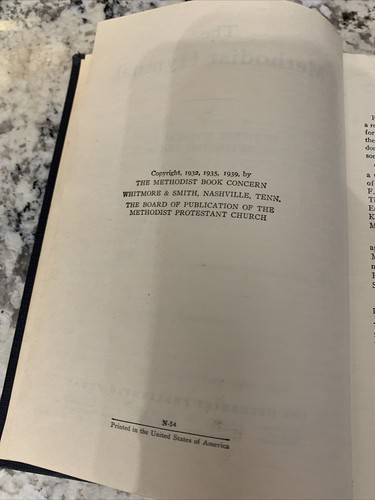 Copyright, 1932, 1935, 1939, by
THE METHODIST BOOK CONCERN
WHITMORE & SMITH, NASHVILLE, TENN.
THE BOARD OF PUBLICATION OF THE
METHODIST PROTESTANT CHURCH
N-54
Printed in the United States of America